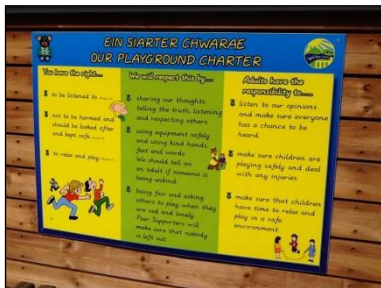 EIN SIARTER CHWARAE
OUR PLAYGROUND CHARTER
You have the right....
to be listened to
not to be harmed and
should be looked after
and kept safe
to relax and play
We will respect this by....
sharing our thoughts
telling the truth, listening
and respecting others.
using equipment safely
and using kind hands,
feet and words.
We should tell an
an adult if someone is
being unkind.
being fair and asking
others to play when they
are sad and lonely.
Peer Supporters will
make sure that nobody
is left out.
Adults have the
responsibility to....
listen to our opinions
and make sure everyone
has a chance to be
heard.
make sure children are
playing safely and deal
with any injuries.
make sure that children
have time to relax and
play in a safe
environment.